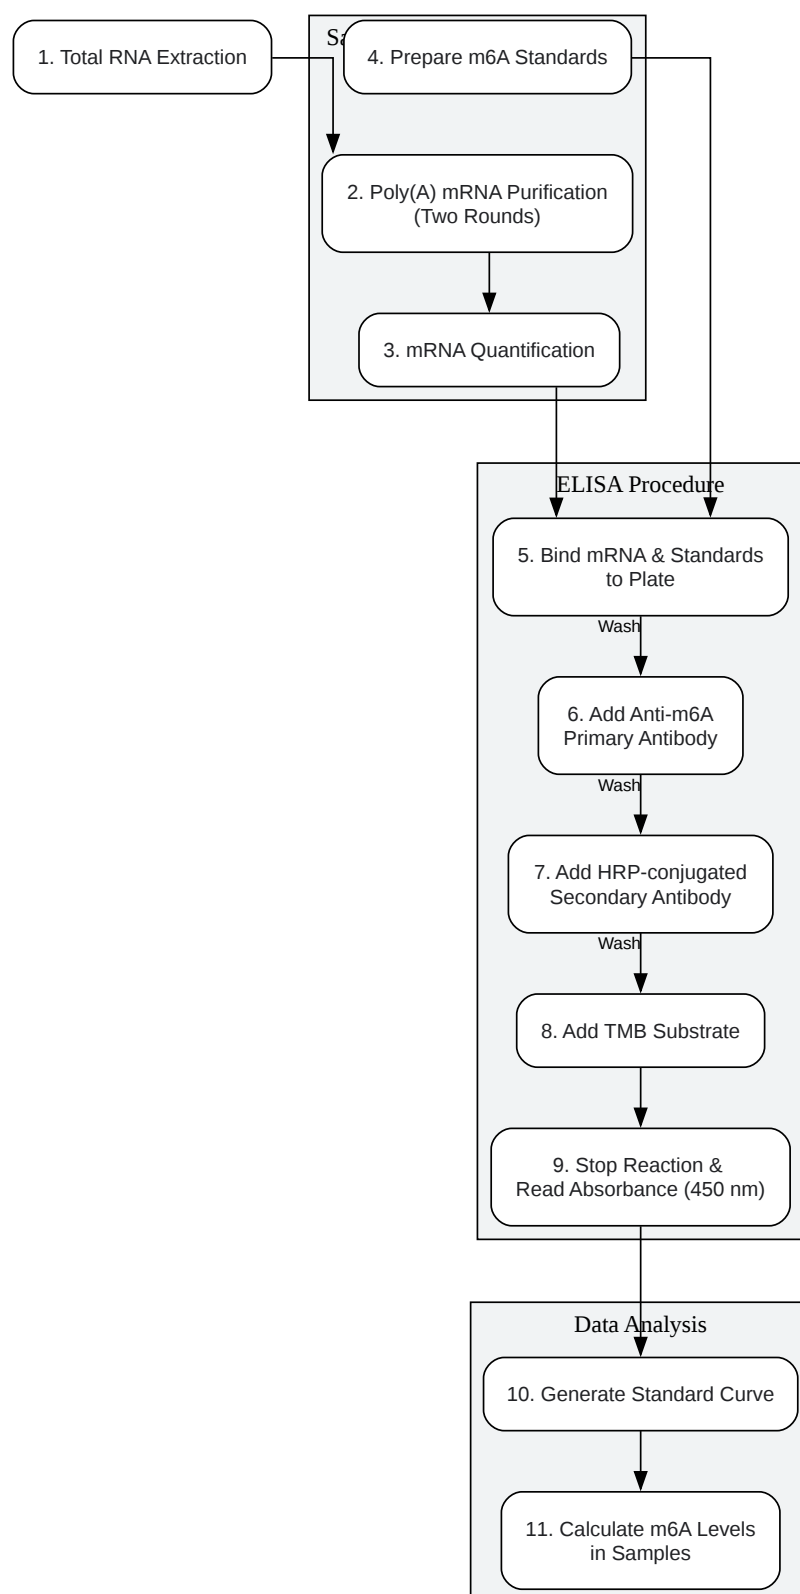 1. Total RNA Extraction
4. Prepare m6A Standards
2. Poly(A) mRNA Purification
(Two Rounds)
3. mRNA Quantification
ELISA Procedure
5. Bind mRNA & Standards
to Plate
Wash
6. Add Anti-m6A
Primary Antibody
Wash
7. Add HRP-conjugated
Secondary Antibody
Wash
8. Add TMB Substrate
9. Stop Reaction &
Read Absorbance (450 nm)
Data Analysis
10. Generate Standard Curve
11. Calculate m6A Levels
in Samples